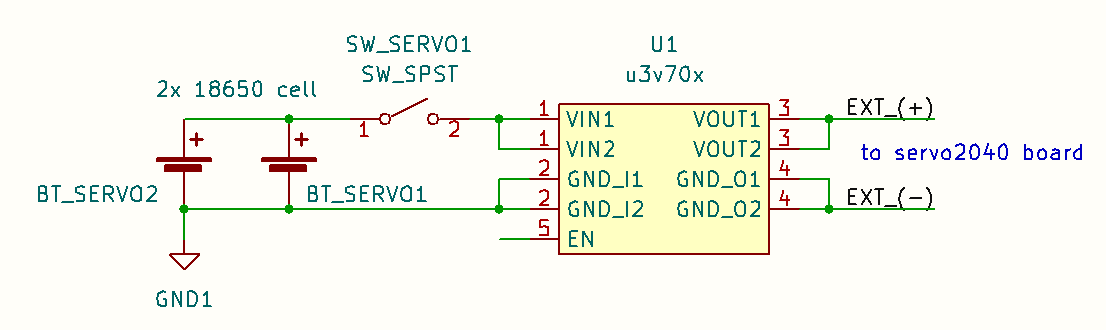 SW_SERVO1
SW_SPST
2x 18650 cell
U1
u3v70x
1
2
+
+
BT_SERVO2
BT_SERVO1
GND1
1 VIN1 VOUT1 3
1 VIN2 VOUT2 3
2 GND_I1 GND_O1 4
2 GND_I2 GND_O2 4
5 EN
EXT_(+)
to servo2040 board
EXT_(-)